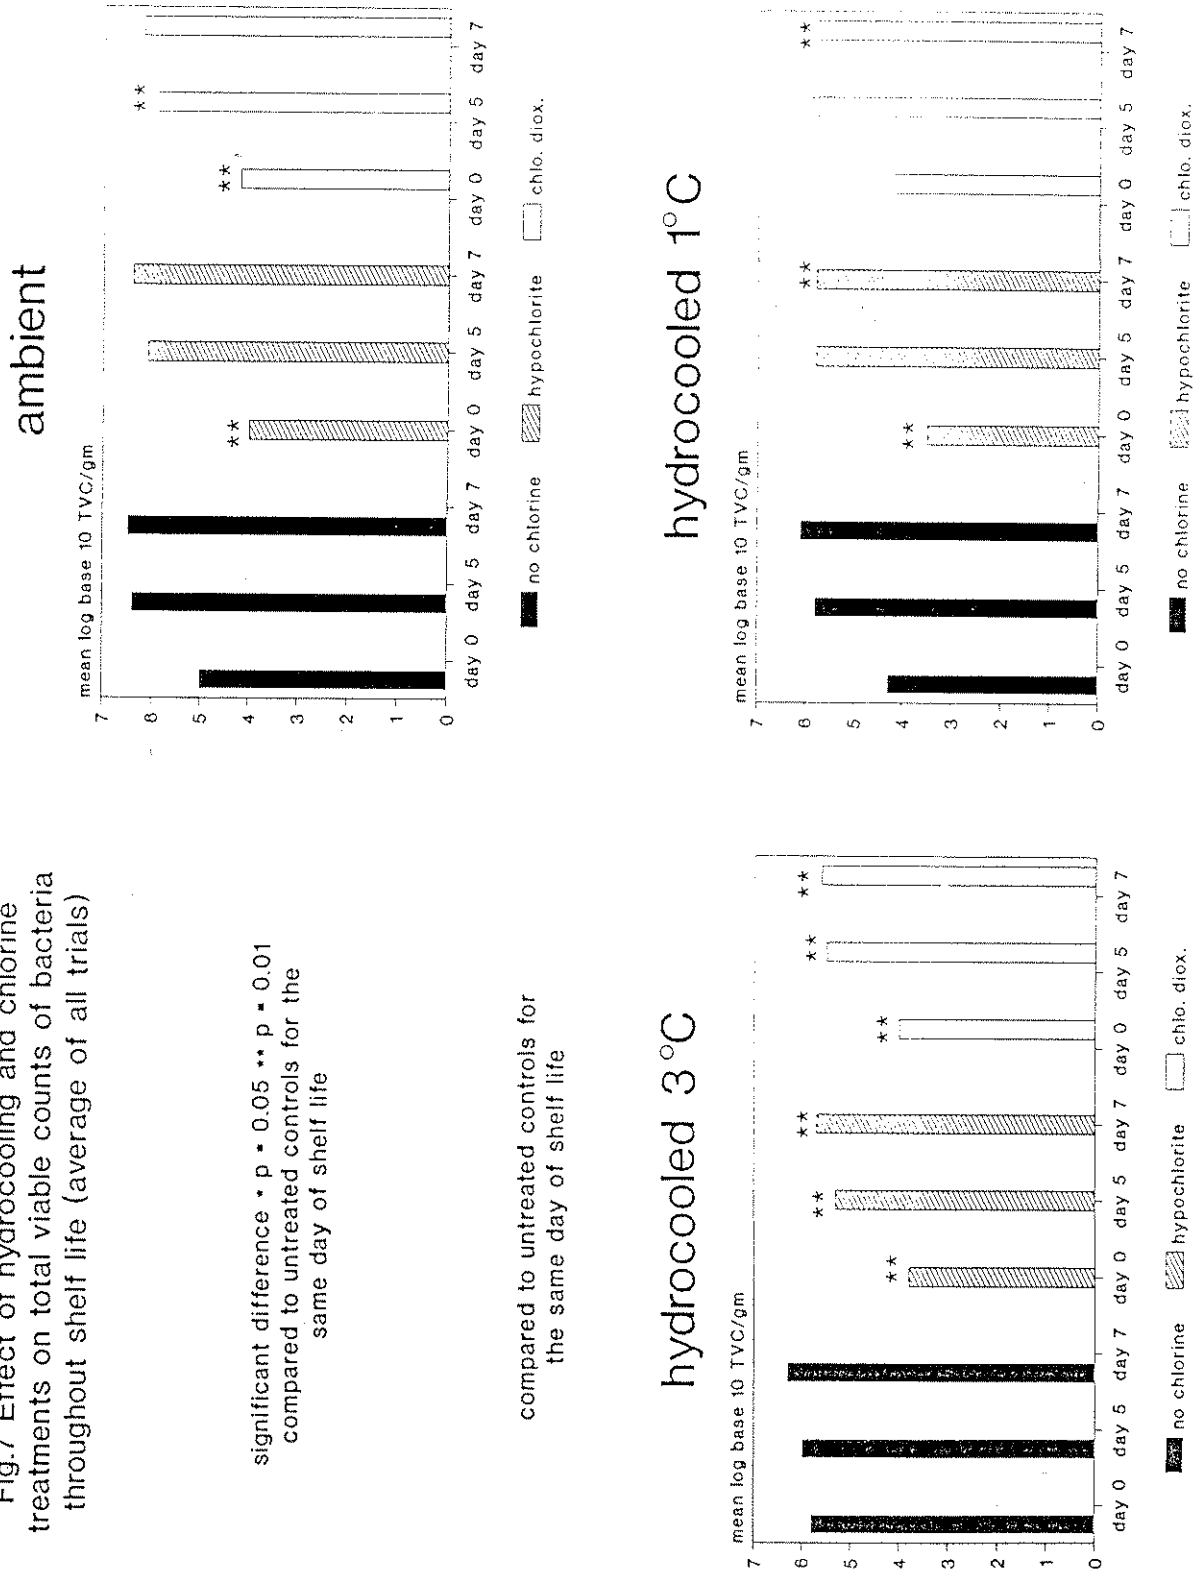 Fig.7 Effect of hydrocooling and chlorine
treatments on total viable counts of bacteria
throughout shelf life (average of all trials)
significant difference * p = 0.05 ** p = 0.01
compared to untreated controls for the
same day of shelf life
compared to untreated controls for
the same day of shelf life
ambient
mean log base 10 TVC/gm
7
6
5
4
3
2
1
0
** ** **
day 0 day 5 day 7 day 0 day 5 day 7 day 0 day 5 day 7
no chlorine hypochlorite chlo. diox.
hydrocooled 3°C
mean log base 10 TVC/gm
7
6
5
4
3
2
1
0
** ** ** ** ** **
day 0 day 5 day 7 day 0 day 5 day 7 day 0 day 5 day 7
no chlorine hypochlorite chlo. diox.
hydrocooled 1°C
mean log base 10 TVC/gm
7
6
5
4
3
2
1
0
** ** **
day 0 day 5 day 7 day 0 day 5 day 7 day 0 day 5 day 7
no chlorine hypochlorite chlo. diox.